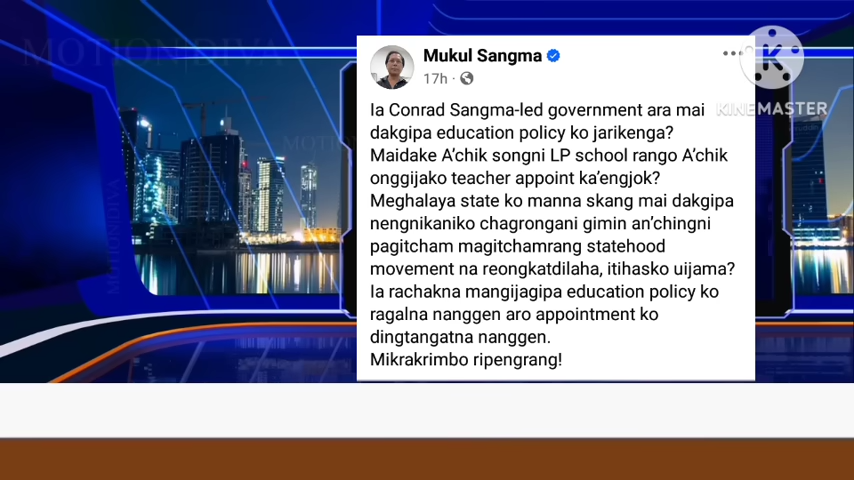 MOTION DIVA
Mukul Sangma
17h
K
KINEMASTER
Ia Conrad Sangma-led government ara mai
dakgipa education policy ko jarikenga?
Maidake A’chik songni LP school rango A’chik
onggijako teacher appoint ka’engjok?
Meghalaya state ko manna skang mai dakgipa
nengnikaniko chagrongani gimin an’chingni
pagitcham magitchamrang statehood
movement na reongkatdilaha, itihasko uijama?
Ia rachakna mangijagipa education policy ko
ragalna nanggen aro appointment ko
dingtangatna nanggen.
Mikrakrimbo ripengrang!